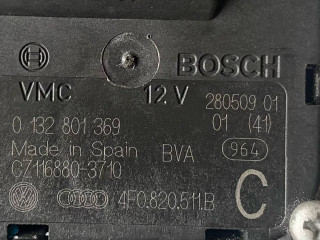 BOSCH
VMC 12 V 280509 01
0 132 801 369 01 (41)
Made in Spain BVA 964
CZ116880-3710 C
4F0.820.511.B